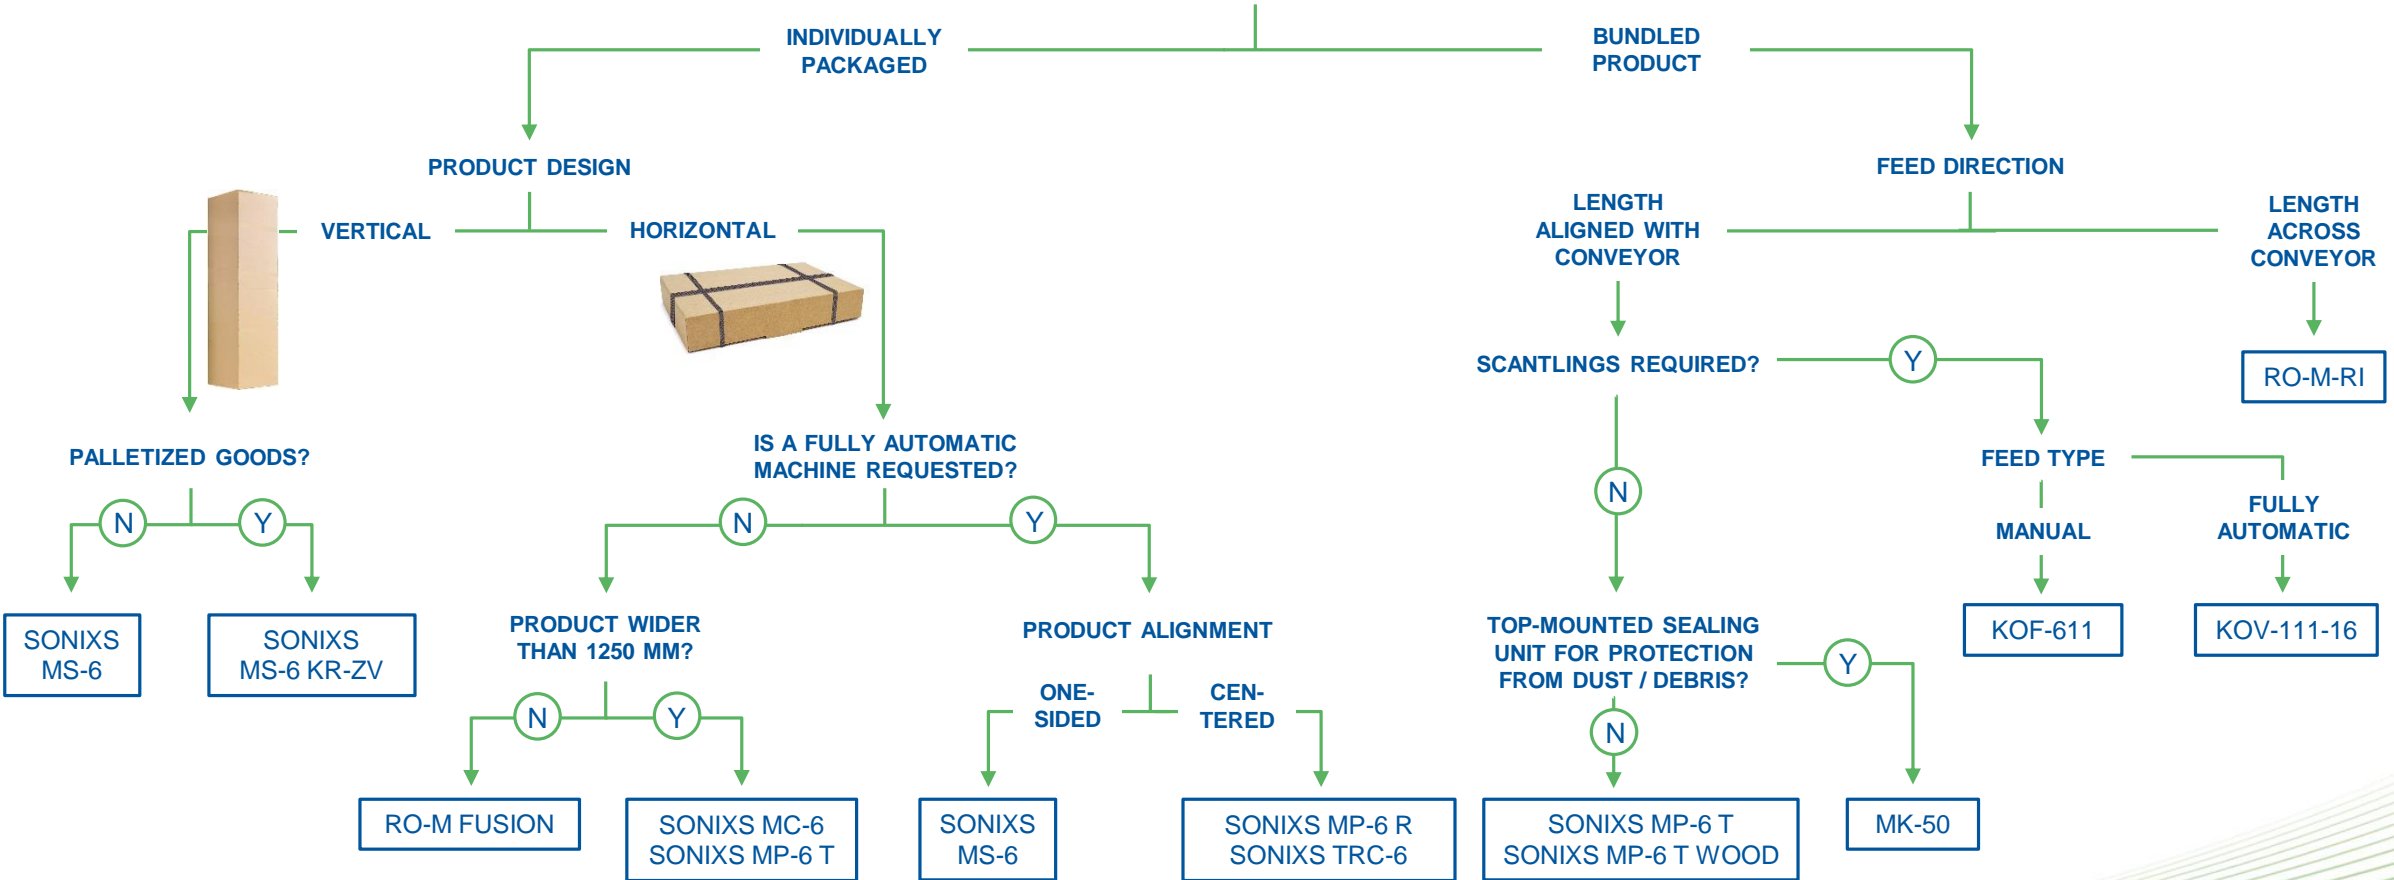 INDIVIDUALLY
PACKAGED
BUNDLED
PRODUCT
PRODUCT DESIGN
FEED DIRECTION
VERTICAL
HORIZONTAL
LENGTH
ALIGNED WITH
CONVEYOR
LENGTH
ACROSS
CONVEYOR
SCANTLINGS REQUIRED?
Y
RO-M-RI
PALLETIZED GOODS?
IS A FULLY AUTOMATIC
MACHINE REQUESTED?
FEED TYPE
N
N
Y
N
Y
MANUAL
FULLY
AUTOMATIC
SONIXS
MS-6
SONIXS
MS-6 KR-ZV
PRODUCT WIDER
THAN 1250 MM?
PRODUCT ALIGNMENT
TOP-MOUNTED SEALING
UNIT FOR PROTECTION
FROM DUST / DEBRIS?
Y
KOF-611
KOV-111-16
N
Y
ONE-
SIDED
CEN-
TERED
N
RO-M FUSION
SONIXS MC-6
SONIXS MP-6 T
SONIXS
MS-6
SONIXS MP-6 R
SONIXS TRC-6
SONIXS MP-6 T
SONIXS MP-6 T WOOD
MK-50